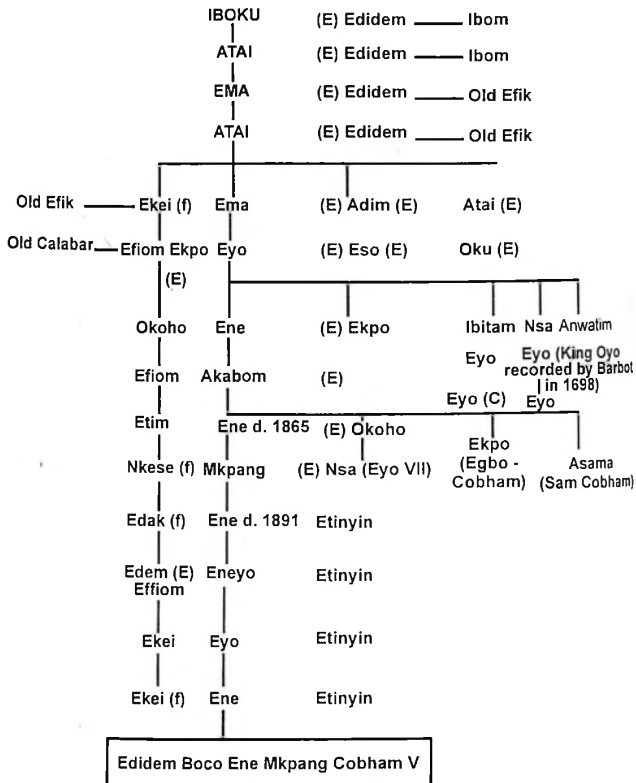 IBOKU (E) Edidem Ibom
ATAI (E) Edidem Ibom
EMA (E) Edidem Old Efik
ATAI (E) Edidem Old Efik
Old Efik Ekei (f) Ema (E) Adim (E) Atai (E)
Old Calabar Efiom Ekpo Eyo (E) Eso (E) Oku (E)
(E)
Okoho Ene (E) Ekpo Ibitam Nsa Anwatim
Eyo Eyo (King Oyo
recorded by Barbot
in 1698)
Efiom Akabom (E)
Eyo (C) Eyo
Etim Ene d. 1865 (E) Okoho
Ekpo
(Egbo -
Cobham)
Asama
(Sam Cobham)
Nkese (f) Mkpang (E) Nsa (Eyo VII)
Edak (f) Ene d. 1891 Etinyin
Edem (E) Eneyo Etinyin
Effiom
Ekei Eyo Etinyin
Ekei (f) Ene Etinyin
Edidem Boco Ene Mkpang Cobham V